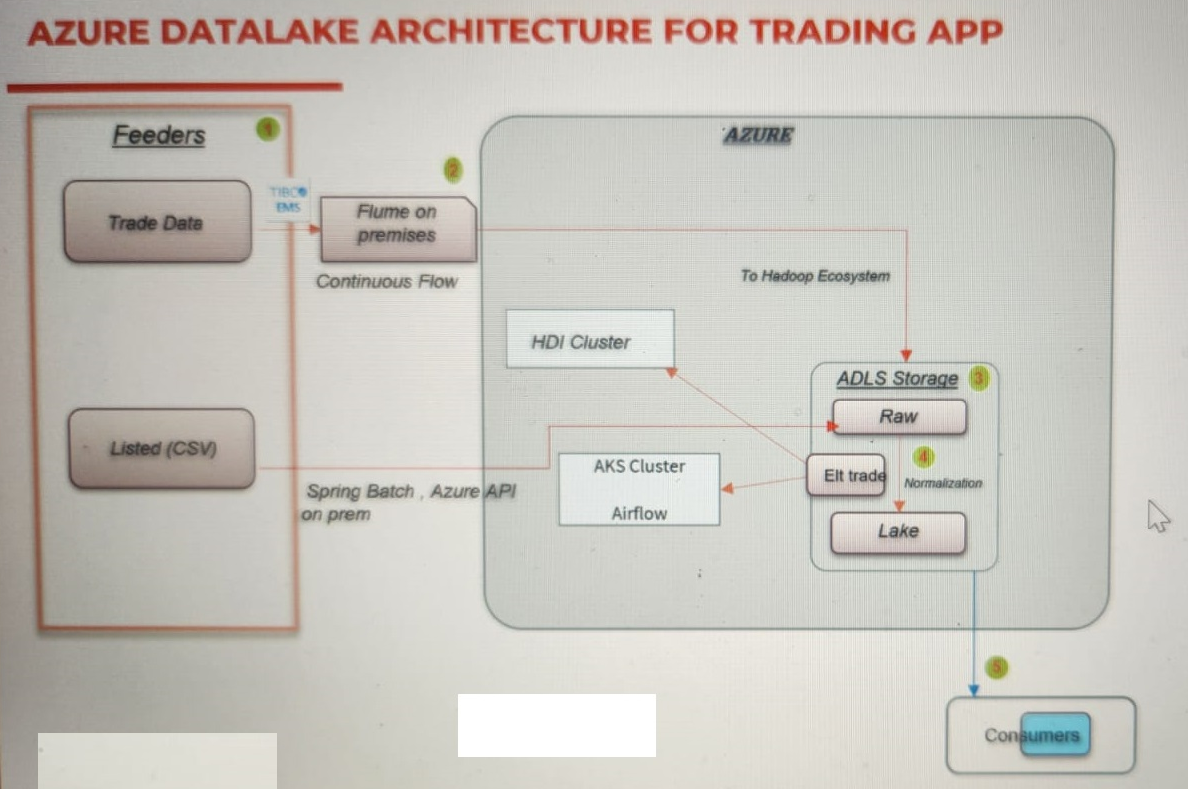 AZURE DATALAKE ARCHITECTURE FOR TRADING APP
Feeders
1
Trade Data
TIBCO
EMS
2
Flume on
premises
Continuous Flow
Listed (CSV)
Spring Batch , Azure API
on prem
AZURE
To Hadoop Ecosystem
HDI Cluster
AKS Cluster
Airflow
ADLS Storage
3
Raw
4
Elt trade
Normalization
Lake
5
Consumers